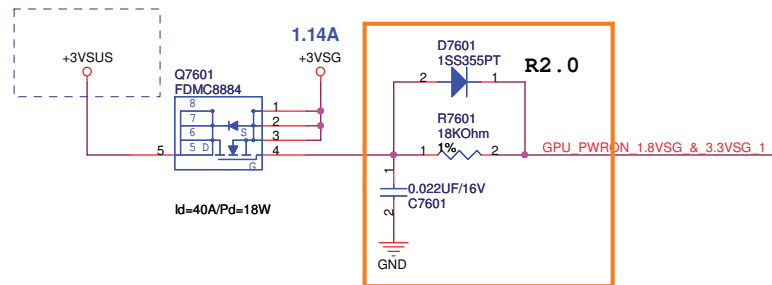 1.14A
+3VSUS
+3VSG
D7601
1SS355PT
R2.0
Q7601
FDMC8884
2
1
8
7
6
5
D
S
G
1
2
3
4
5
R7601
18KOhm
1%
1
2
GPU_PWRON_1.8VSG_&_3.3VSG_1
1
0.022UF/16V
C7601
2
Id=40A/Pd=18W
GND